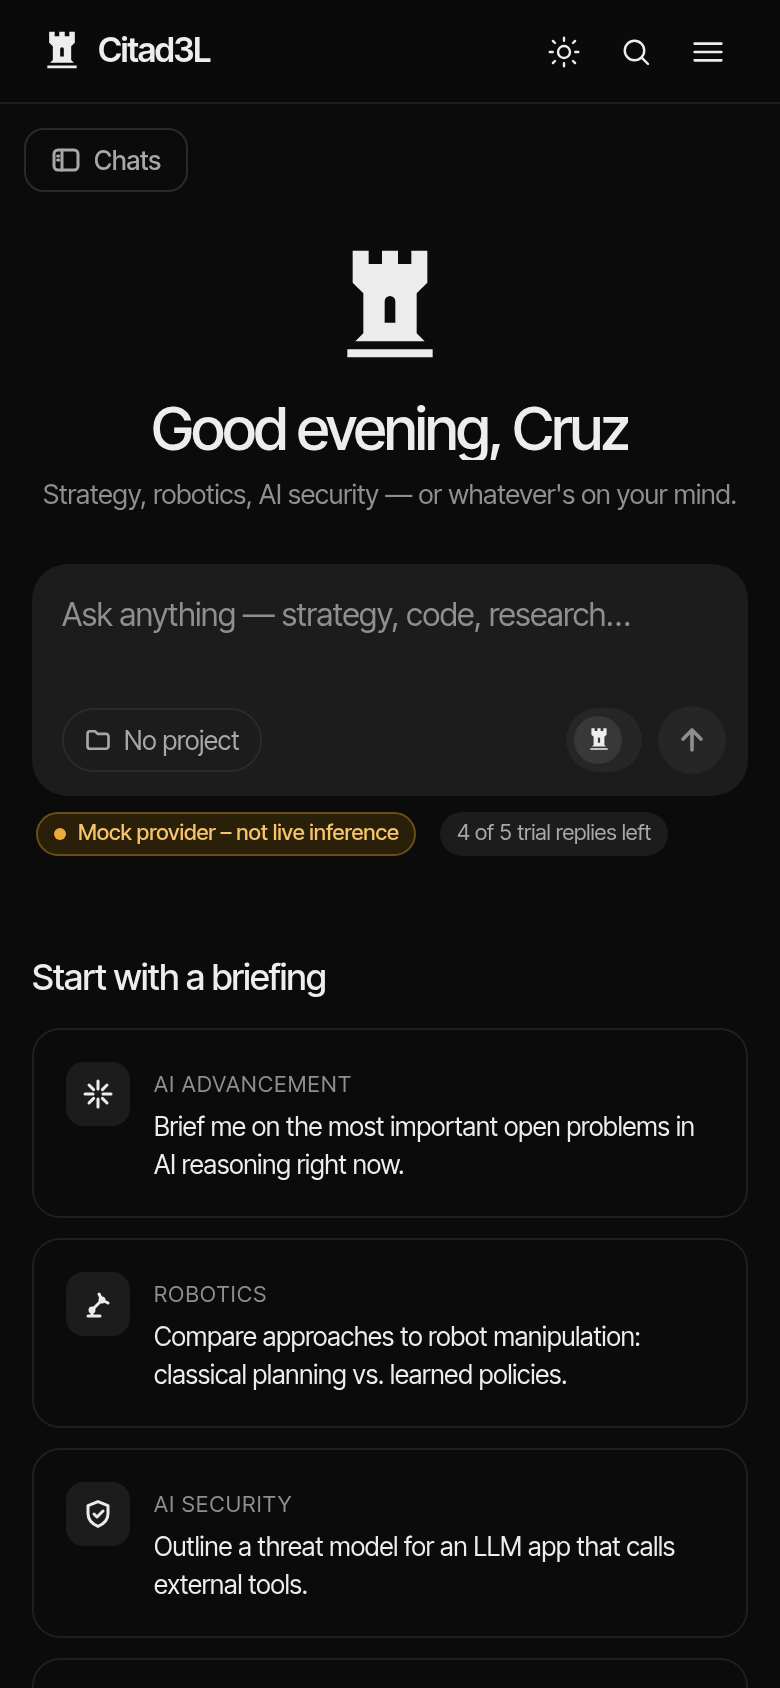 Citad3L
Chats
Good evening, Cruz
Strategy, robotics, AI security — or whatever's on your mind.
Ask anything — strategy, code, research…
No project
Mock provider – not live inference
4 of 5 trial replies left
Start with a briefing
AI ADVANCEMENT
Brief me on the most important open problems in
AI reasoning right now.
ROBOTICS
Compare approaches to robot manipulation:
classical planning vs. learned policies.
AI SECURITY
Outline a threat model for an LLM app that calls
external tools.